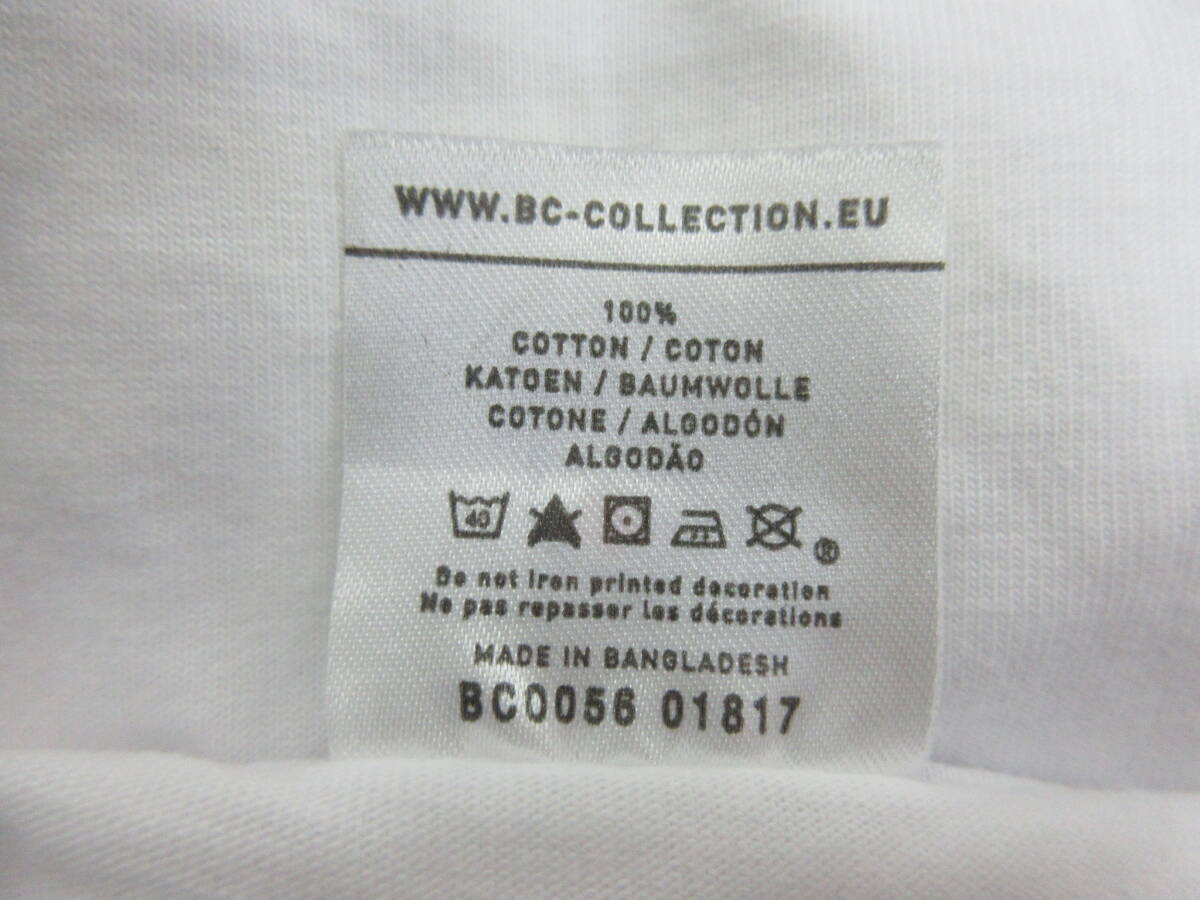 WWW.BC-COLLECTION.EU
100%
COTTON / COTON
KATOEN / BAUMWOLLE
COTONE / ALGODÓN
ALGODÃO
40
®
Do not iron printed decoration
Ne pas repasser les décorations
MADE IN BANGLADESH
BC0056 01817